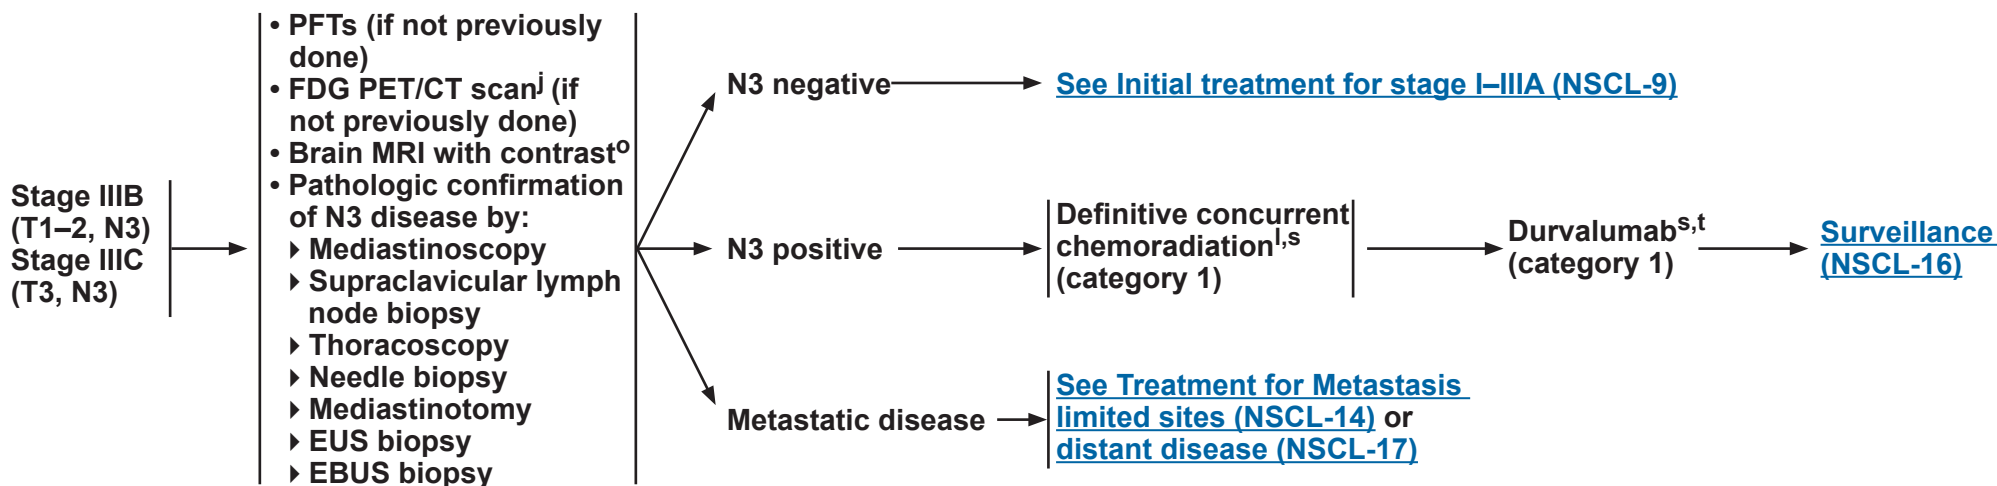 Stage IIIB
(T1–2, N3)
Stage IIIC
(T3, N3)
• PFTs (if not previously
done)
• FDG PET/CT scanj (if
not previously done)
• Brain MRI with contrasto
• Pathologic confirmation
of N3 disease by:
▸ Mediastinoscopy
▸ Supraclavicular lymph
node biopsy
▸ Thoracoscopy
▸ Needle biopsy
▸ Mediastinotomy
▸ EUS biopsy
▸ EBUS biopsy
N3 negative
See Initial treatment for stage I–IIIA (NSCL-9)
N3 positive
Definitive concurrent
chemoradiationl,s
(category 1)
Durvalumabs,t
(category 1)
Surveillance
(NSCL-16)
Metastatic disease
See Treatment for Metastasis
limited sites (NSCL-14) or
distant disease (NSCL-17)